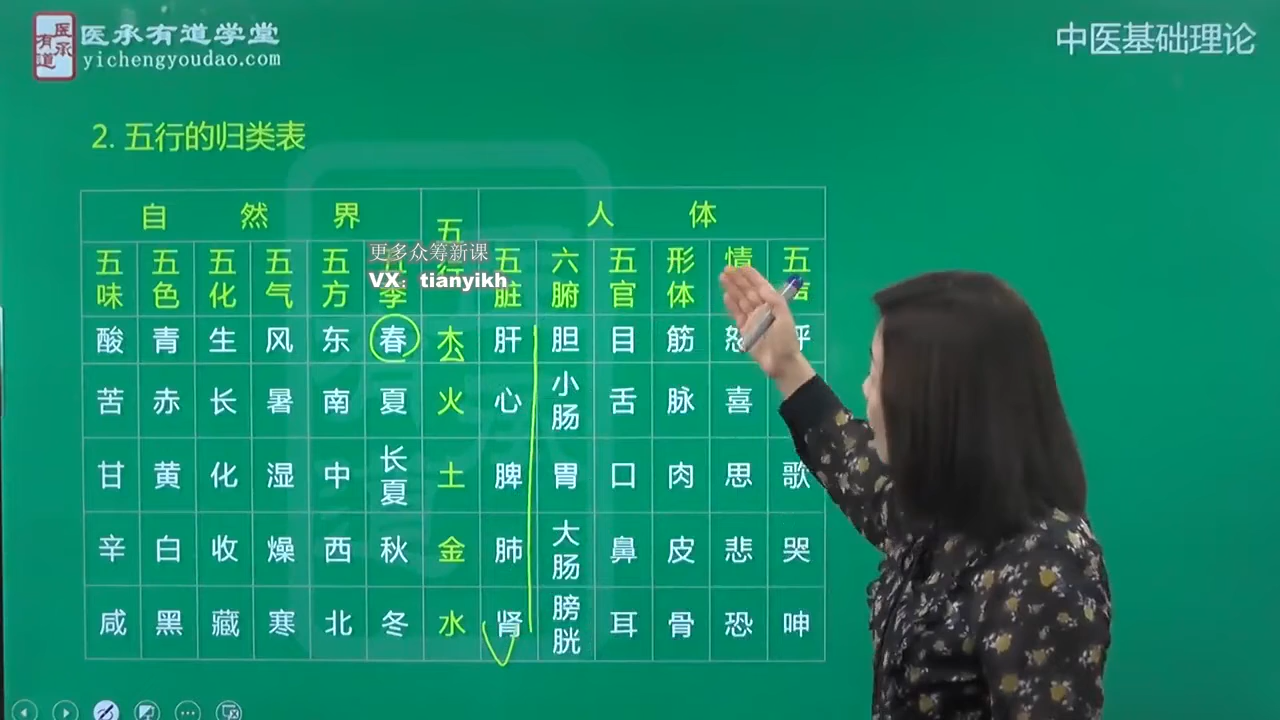 医承有道
医承有道学堂
yichengyoudao.com
中医基础理论
2. 五行的归类表
自 然 界 五行 人 体
五味 五色 五化 五气 五方 五季 五脏 六腑 五官 形体 情 五
更多众筹新课
VX：tianyikh
酸 青 生 风 东 春 木 肝 胆 目 筋 怒 呼
苦 赤 长 暑 南 夏 火 心 小肠 舌 脉 喜
甘 黄 化 湿 中 长夏 土 脾 胃 口 肉 思 歌
辛 白 收 燥 西 秋 金 肺 大肠 鼻 皮 悲 哭
咸 黑 藏 寒 北 冬 水 肾 膀胱 耳 骨 恐 呻